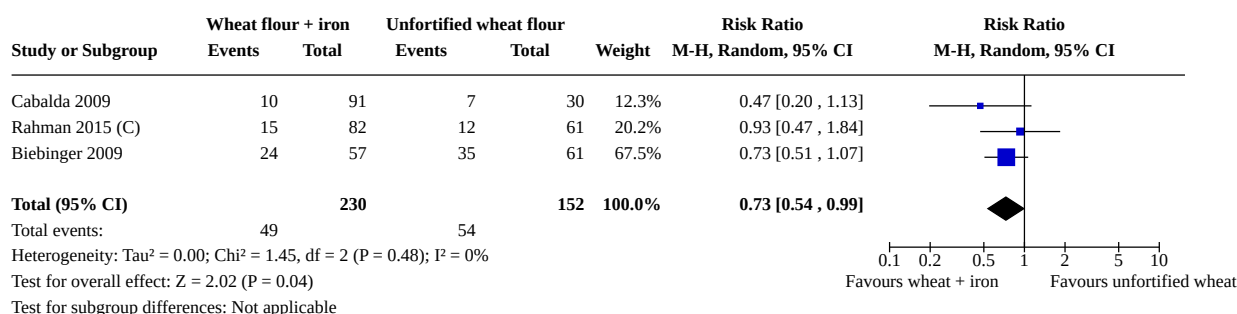 Wheat flour + iron Unfortified wheat flour Risk Ratio Risk Ratio
Study or Subgroup Events Total Events Total Weight M-H, Random, 95% CI M-H, Random, 95% CI
Cabalda 2009 10 91 7 30 12.3% 0.47 [0.20 , 1.13]
Rahman 2015 (C) 15 82 12 61 20.2% 0.93 [0.47 , 1.84]
Biebinger 2009 24 57 35 61 67.5% 0.73 [0.51 , 1.07]
Total (95% CI) 230 152 100.0% 0.73 [0.54 , 0.99]
Total events: 49 54
Heterogeneity: Tau² = 0.00; Chi² = 1.45, df = 2 (P = 0.48); I² = 0%
0.1 0.2 0.5 1 2 5 10
Test for overall effect: Z = 2.02 (P = 0.04) Favours wheat + iron Favours unfortified wheat
Test for subgroup differences: Not applicable